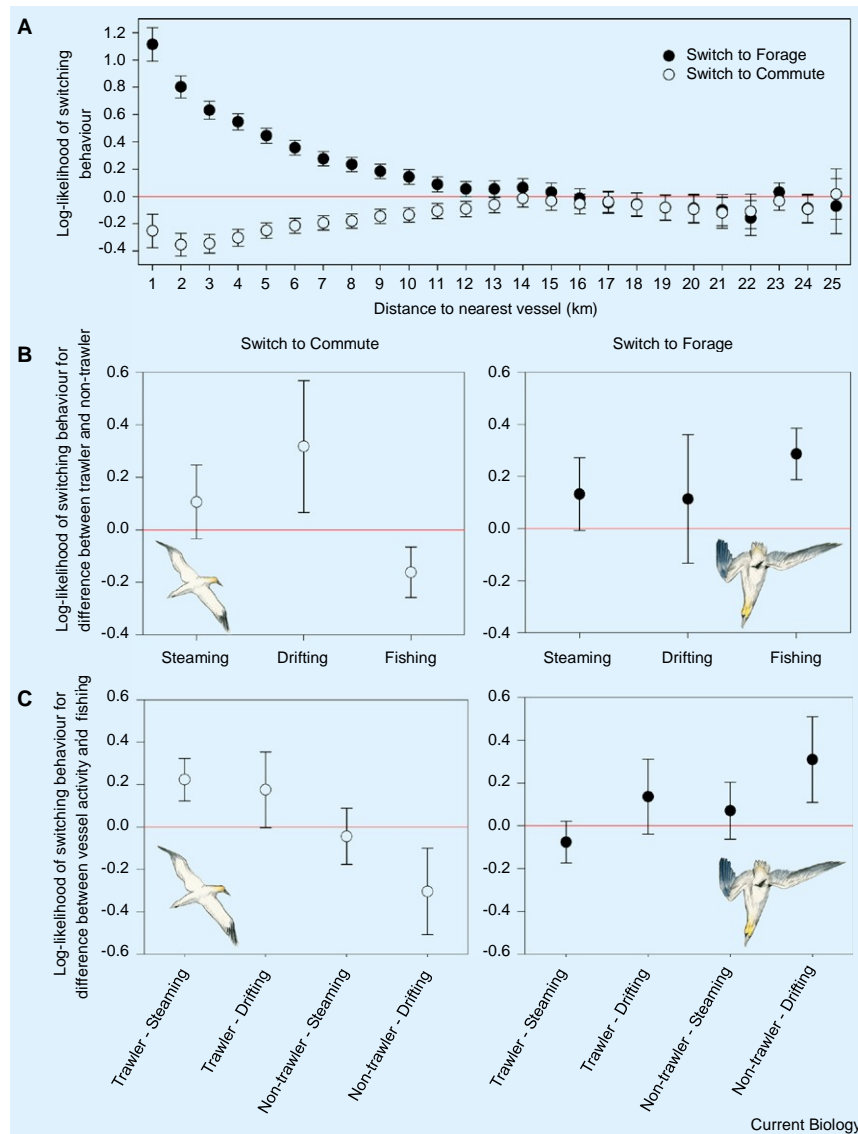 A
Log-likelihood of switching
behaviour
1.2
1.0
0.8
0.6
0.4
0.2
0.0
-0.2
-0.4
Switch to Forage
Switch to Commute
1 2 3 4 5 6 7 8 9 10 11 12 13 14 15 16 17 18 19 20 21 22 23 24 25
Distance to nearest vessel (km)
B
Log-likelihood of switching behaviour for
difference between trawler and non-trawler
Switch to Commute
0.6
0.4
0.2
0.0
-0.2
-0.4
Steaming Drifting Fishing
Switch to Forage
0.6
0.4
0.2
0.0
-0.2
-0.4
Steaming Drifting Fishing
C
Log-likelihood of switching behaviour for
difference between vessel activity and fishing
0.6
0.4
0.2
0.0
-0.2
-0.4
-0.6
Trawler - Steaming
Trawler - Drifting
Non-trawler - Steaming
Non-trawler - Drifting
0.6
0.4
0.2
0.0
-0.2
-0.4
-0.6
Trawler - Steaming
Trawler - Drifting
Non-trawler - Steaming
Non-trawler - Drifting
Current Biology